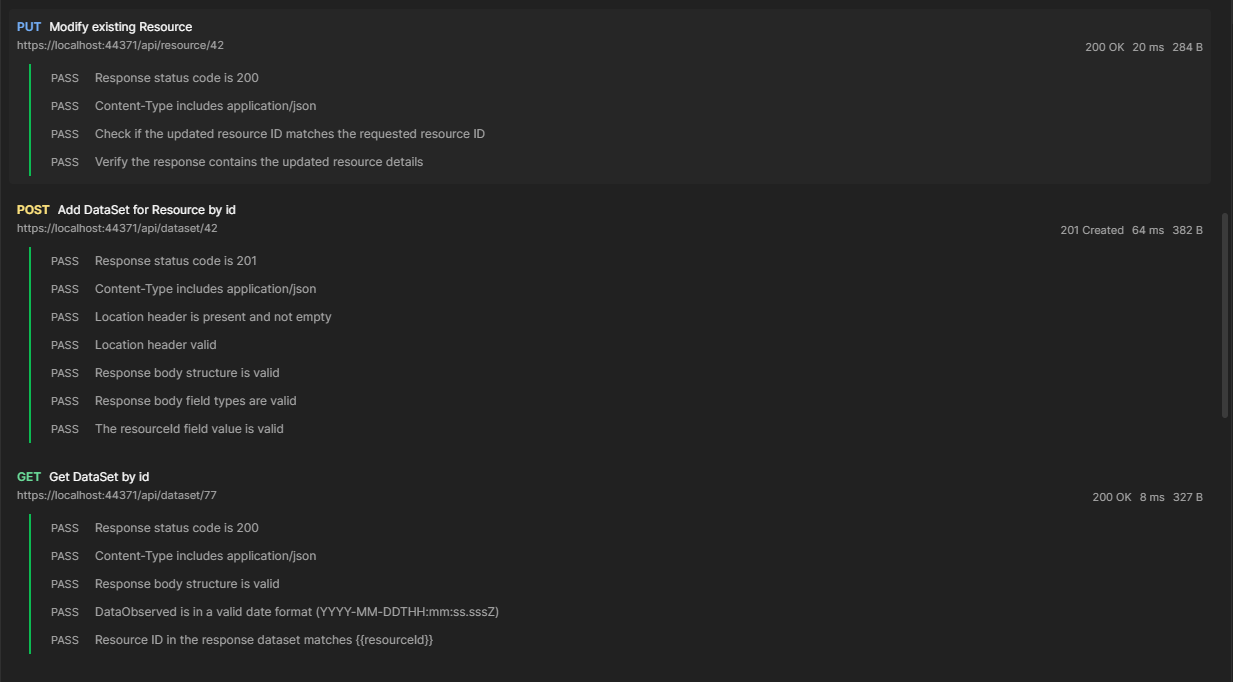 PUT Modify existing Resource
https://localhost:44371/api/resource/42
200 OK 20 ms 284 B
PASS Response status code is 200
PASS Content-Type includes application/json
PASS Check if the updated resource ID matches the requested resource ID
PASS Verify the response contains the updated resource details
POST Add DataSet for Resource by id
https://localhost:44371/api/dataset/42
201 Created 64 ms 382 B
PASS Response status code is 201
PASS Content-Type includes application/json
PASS Location header is present and not empty
PASS Location header valid
PASS Response body structure is valid
PASS Response body field types are valid
PASS The resourceId field value is valid
GET Get DataSet by id
https://localhost:44371/api/dataset/77
200 OK 8 ms 327 B
PASS Response status code is 200
PASS Content-Type includes application/json
PASS Response body structure is valid
PASS DataObserved is in a valid date format (YYYY-MM-DDTHH:mm:ss.sssZ)
PASS Resource ID in the response dataset matches {{resourceId}}